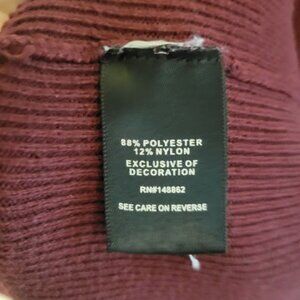 88% POLYESTER
12% NYLON
EXCLUSIVE OF
DECORATION
RN#148862
SEE CARE ON REVERSE